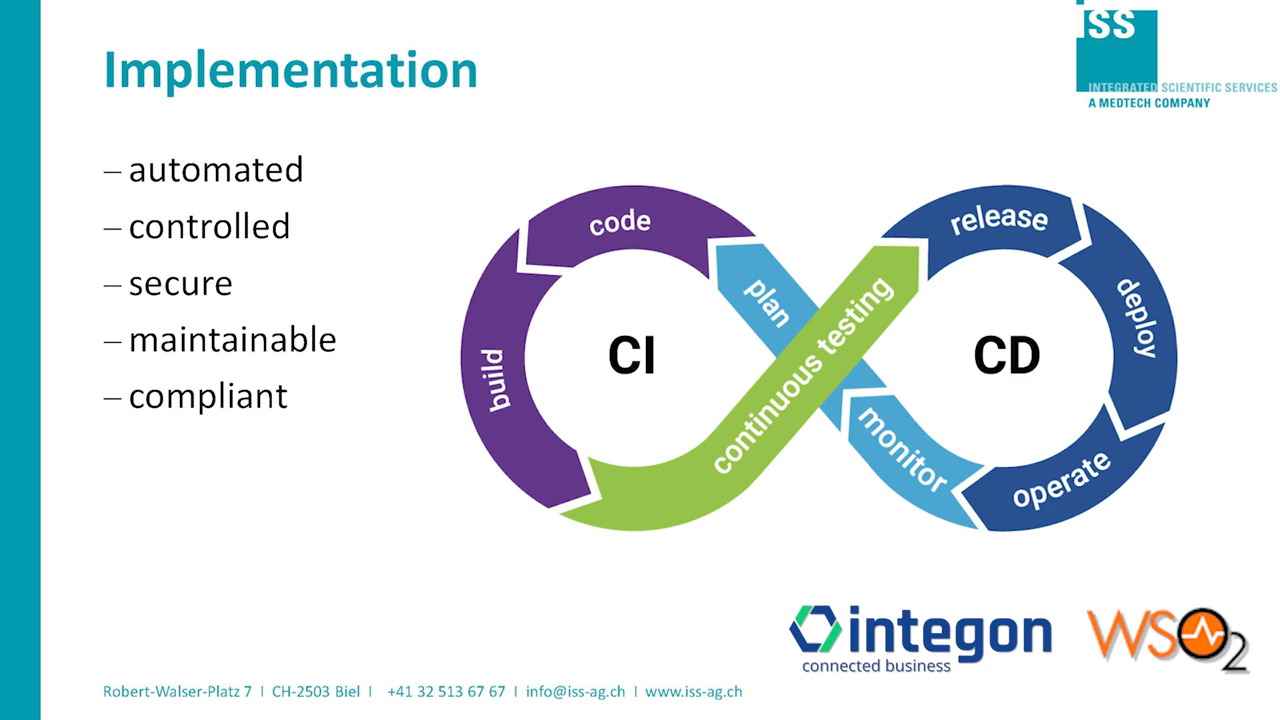 Implementation
iss
INTEGRATED SCIENTIFIC SERVICES
A MEDTECH COMPANY
– automated
– controlled
– secure
– maintainable
– compliant
code
build
plan
continuous testing
monitor
release
deploy
operate
CI
CD
integon
connected business
WSO2
Robert-Walser-Platz 7 I CH-2503 Biel I +41 32 513 67 67 I info@iss-ag.ch I www.iss-ag.ch